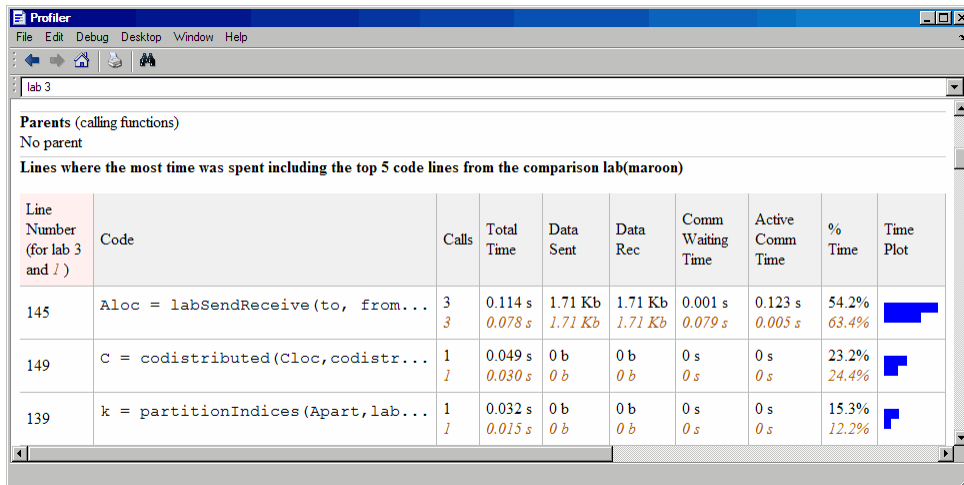 Profiler
File Edit Debug Desktop Window Help
lab 3
Parents (calling functions)
No parent
Lines where the most time was spent including the top 5 code lines from the comparison lab(maroon)
Line Number (for lab 3 and 1 ) Code Calls Total Time Data Sent Data Rec Comm Waiting Time Active Comm Time % Time Time Plot
145 Aloc = labSendReceive(to, from... 3 0.114 s 1.71 Kb 1.71 Kb 0.001 s 0.123 s 54.2%
3 0.078 s 1.71 Kb 1.71 Kb 0.079 s 0.005 s 63.4%
149 C = codistributed(Cloc,codistr... 1 0.049 s 0 b 0 b 0 s 0 s 23.2%
1 0.030 s 0 b 0 b 0 s 0 s 24.4%
139 k = partitionIndices(Apart,lab... 1 0.032 s 0 b 0 b 0 s 0 s 15.3%
1 0.015 s 0 b 0 b 0 s 0 s 12.2%